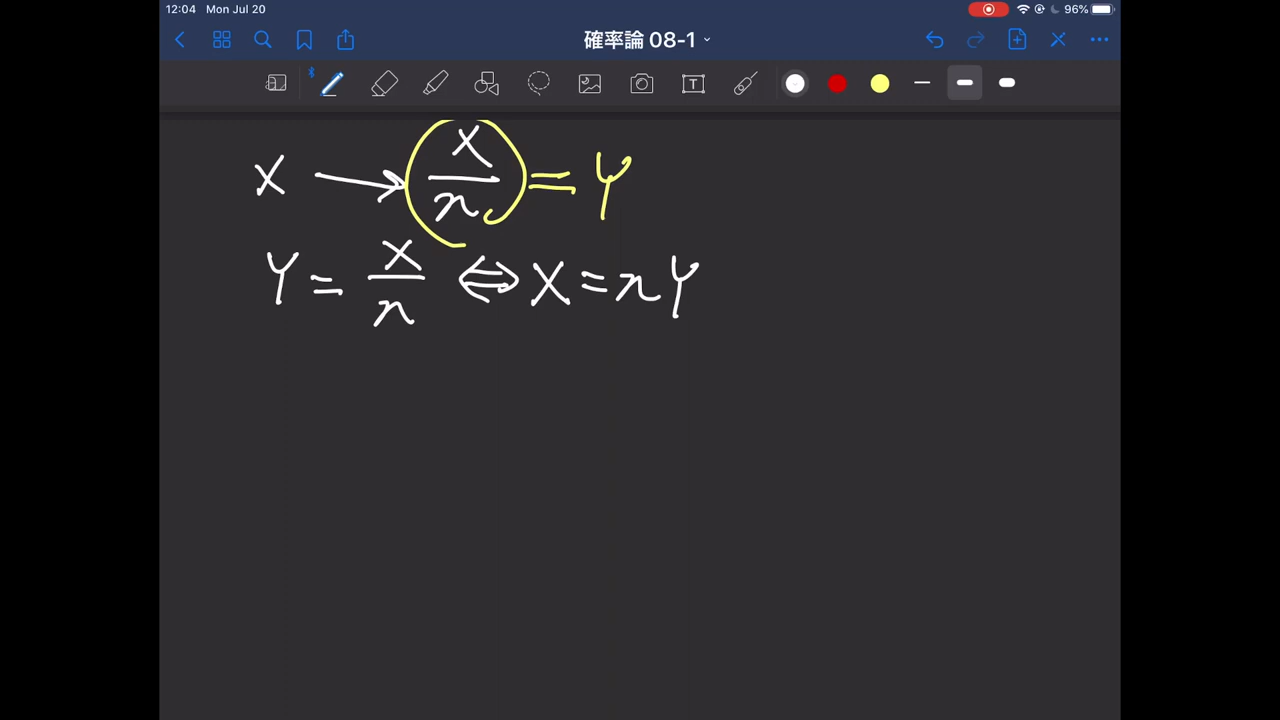 12:04 Mon Jul 20 96%
確率論 08-1
T
X → X/n = Y
Y = X/n ⇔ X = nY